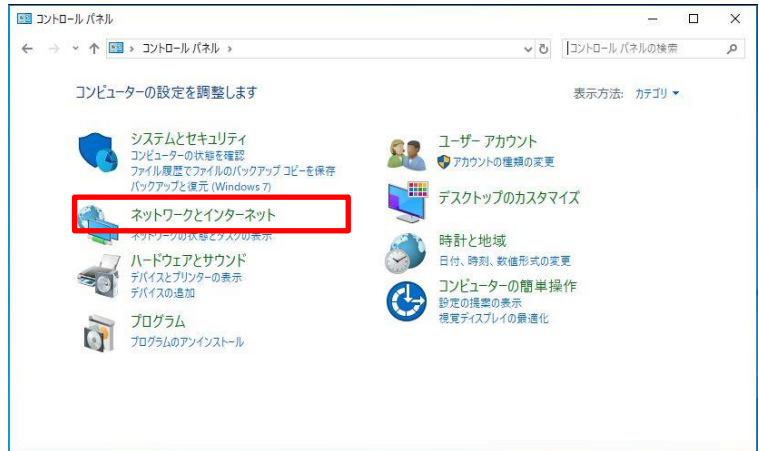 コントロール パネル
コントロール パネル
コントロール パネルの検索
コンピューターの設定を調整します
表示方法: カテゴリ
システムとセキュリティ
コンピューターの状態を確認
ファイル履歴でファイルのバックアップ コピーを保存
バックアップと復元 (Windows 7)
ネットワークとインターネット
ネットワークの状態とタスクの表示
ハードウェアとサウンド
デバイスとプリンターの表示
デバイスの追加
プログラム
プログラムのアンインストール
ユーザー アカウント
アカウントの種類の変更
デスクトップのカスタマイズ
時計と地域
日付、時刻、数値形式の変更
コンピューターの簡単操作
設定の提案の表示
視覚ディスプレイの最適化